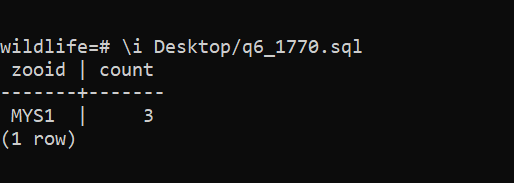 wildlife=# \i Desktop/q6_1770.sql
 zooid | count
-------+-------
 MYS1  |     3
(1 row)